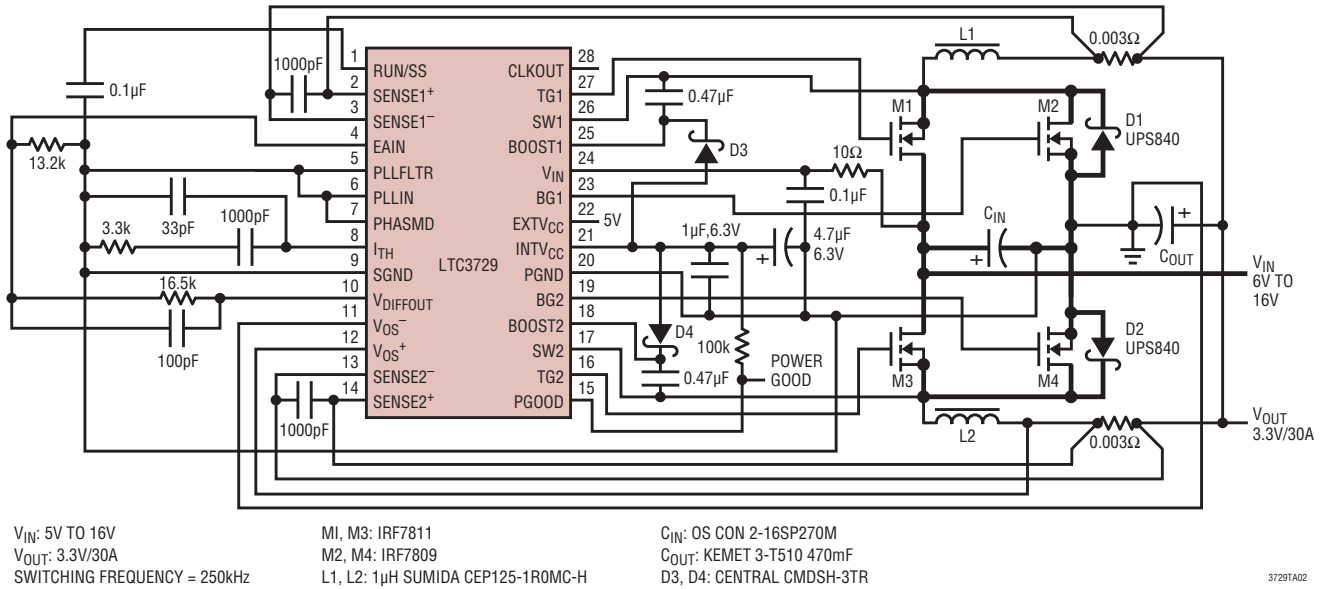 L1
0.003Ω
1000pF
0.1µF
1
RUN/SS
2
SENSE1+
3
SENSE1–
4
EAIN
5
PLLFLTR
6
PLLIN
7
PHASMD
8
ITH
9
SGND
10
VDIFFOUT
11
VOS–
12
VOS+
13
SENSE2–
14
SENSE2+
LTC3729
28
CLKOUT
27
TG1
26
SW1
25
BOOST1
24
VIN
23
BG1
22
EXTVCC
5V
21
INTVCC
20
PGND
19
BG2
18
BOOST2
17
SW2
16
TG2
15
PGOOD
13.2k
33pF
3.3k
1000pF
16.5k
100pF
1000pF
0.47µF
D3
10Ω
0.1µF
1µF,6.3V
+
4.7µF
6.3V
D4
100k
0.47µF
POWER
GOOD
M1
M2
D1
UPS840
CIN
+
+
COUT
VIN
6V TO
16V
M3
M4
D2
UPS840
L2
0.003Ω
VOUT
3.3V/30A
VIN: 5V TO 16V
VOUT: 3.3V/30A
SWITCHING FREQUENCY = 250kHz
MI, M3: IRF7811
M2, M4: IRF7809
L1, L2: 1µH SUMIDA CEP125-1R0MC-H
CIN: OS CON 2-16SP270M
COUT: KEMET 3-T510 470mF
D3, D4: CENTRAL CMDSH-3TR
3729TA02